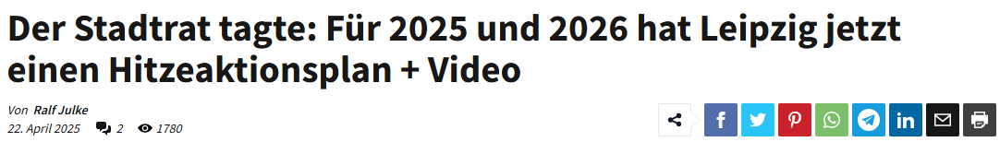 Der Stadtrat tagte: Für 2025 und 2026 hat Leipzig jetzt
einen Hitzeaktionsplan + Video
Von Ralf Julke
22. April 2025 2 1780